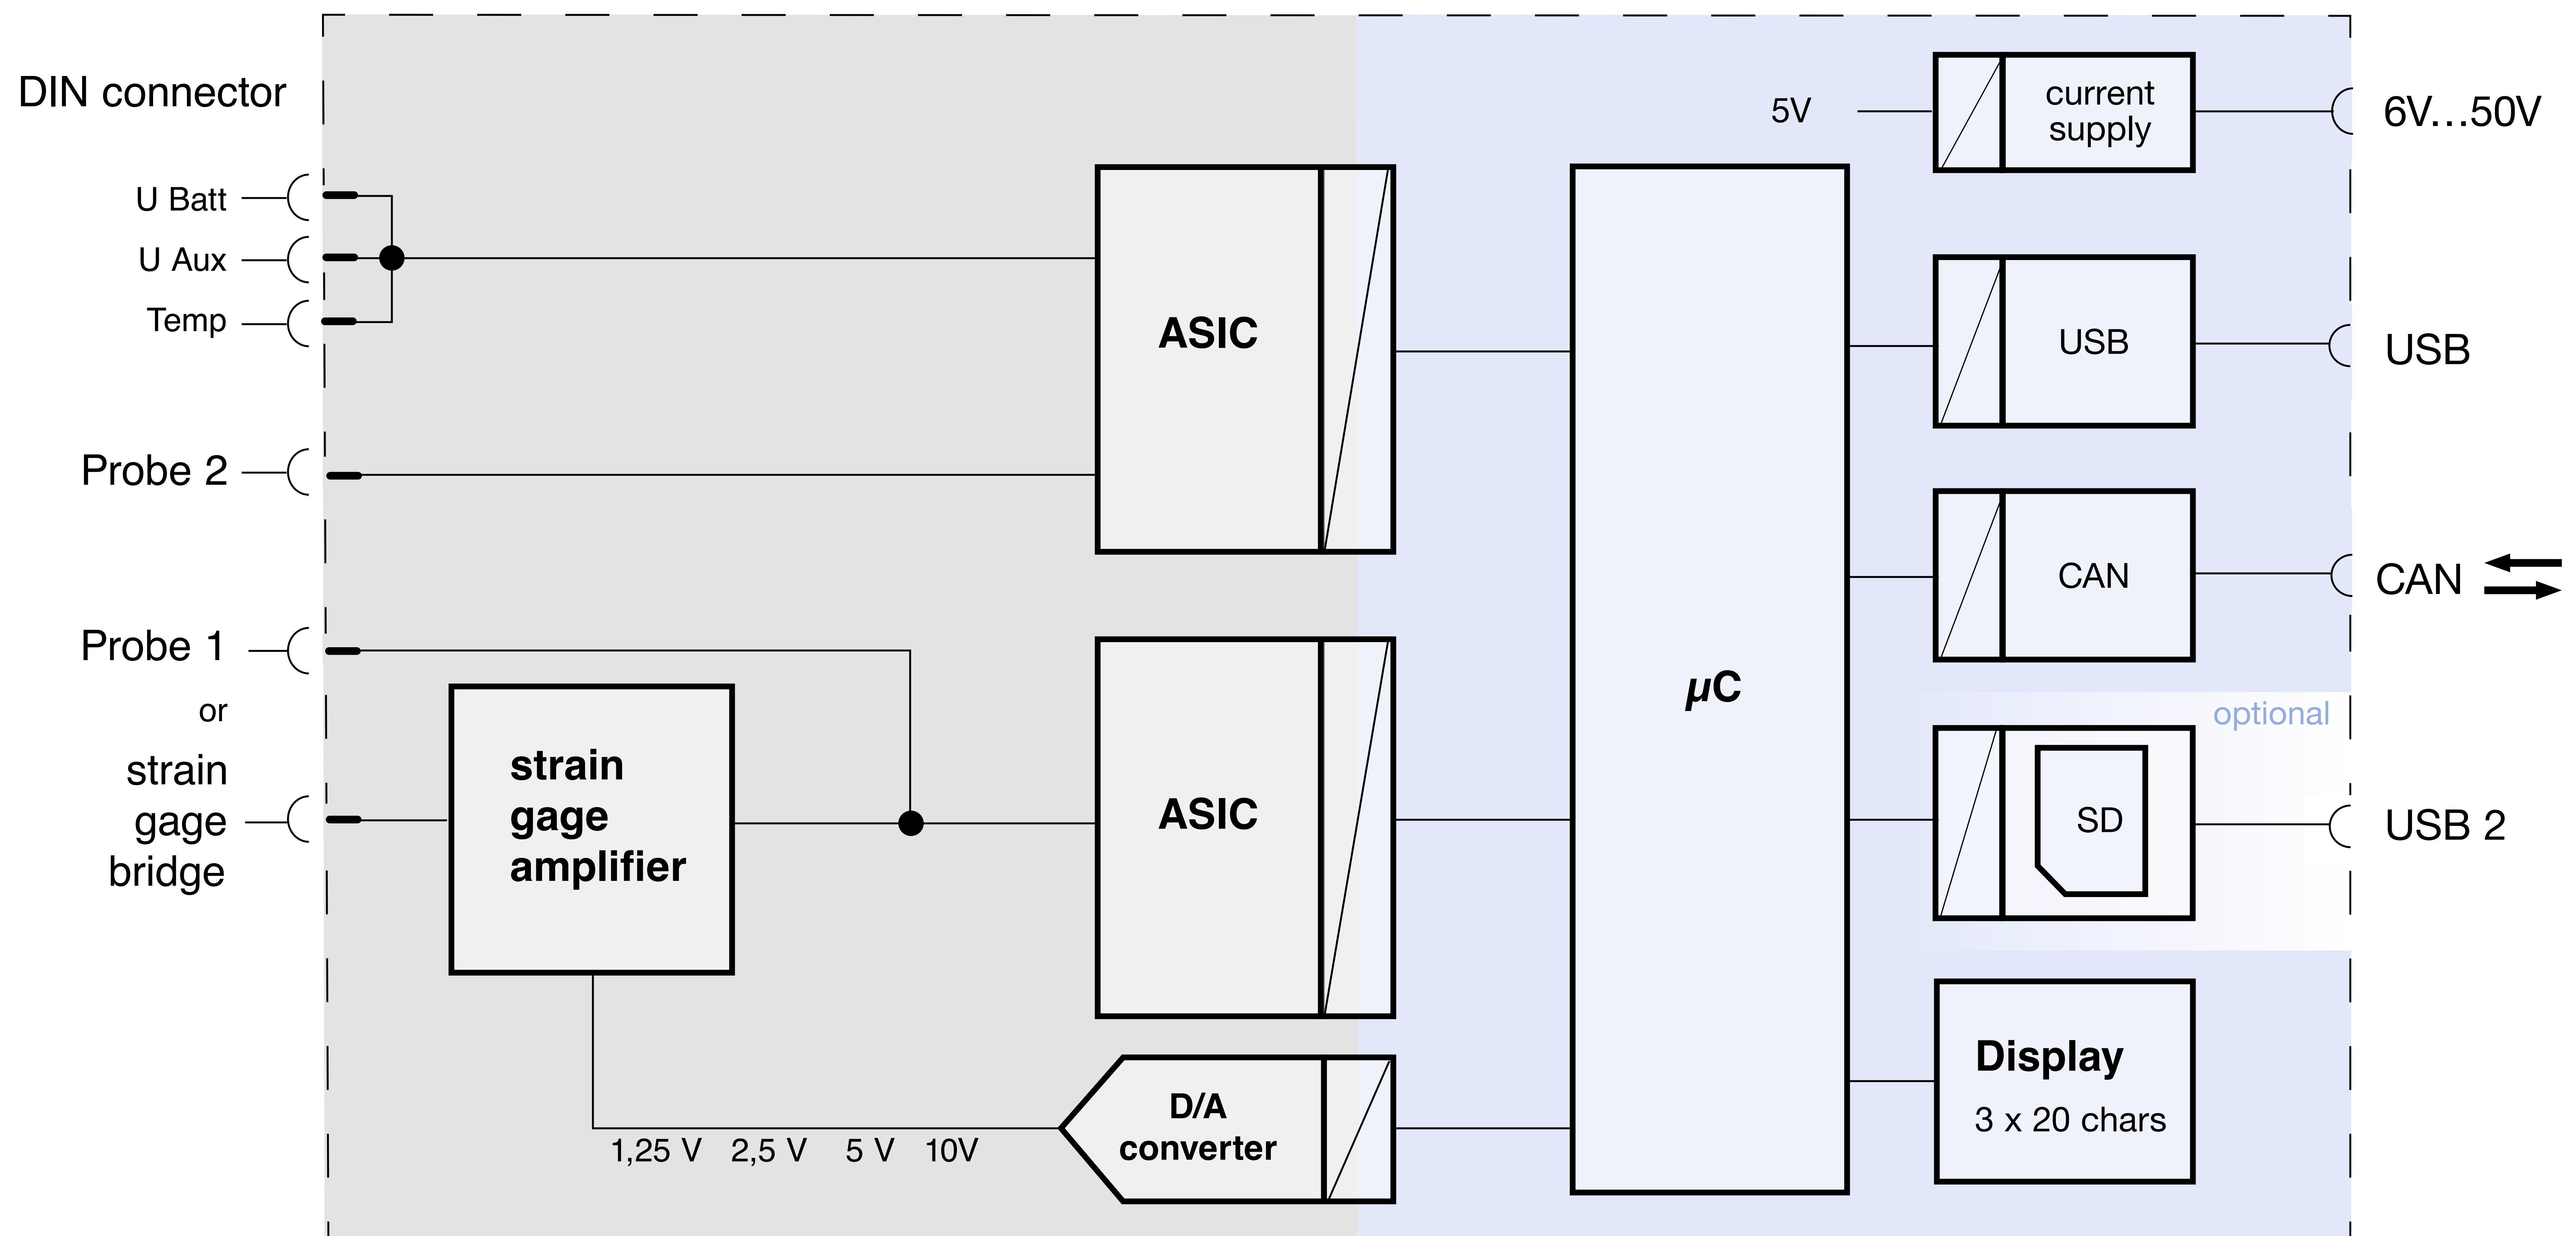 DIN connector
U Batt
U Aux
Temp
Probe 2
Probe 1
or
strain
gage
bridge
strain
gage
amplifier
1,25 V 2,5 V 5 V 10V
ASIC
ASIC
D/A
converter
µC
5V
current
supply
6V...50V
USB
USB
CAN
CAN
optional
SD
USB 2
Display
3 x 20 chars